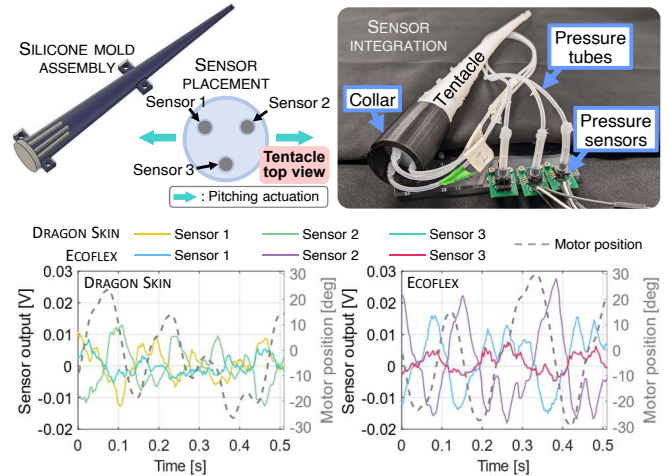 SILICONE MOLD
ASSEMBLY
SENSOR
PLACEMENT
Sensor 1
Sensor 2
Sensor 3
Tentacle
top view
: Pitching actuation
SENSOR
INTEGRATION
Tentacle
Collar
Pressure
tubes
Pressure
sensors
DRAGON SKIN Sensor 1 Sensor 2 Sensor 3 Motor position
ECOFLEX Sensor 1 Sensor 2 Sensor 3
DRAGON SKIN
Sensor output [V]
0.03
0.02
0.01
0
-0.01
-0.02
0 0.1 0.2 0.3 0.4 0.5
Time [s]
30
20
10
0
-10
-20
-30
Motor position [deg]
ECOFLEX
Sensor output [V]
0.03
0.02
0.01
0
-0.01
-0.02
0 0.1 0.2 0.3 0.4 0.5
Time [s]
30
20
10
0
-10
-20
-30
Motor position [deg]